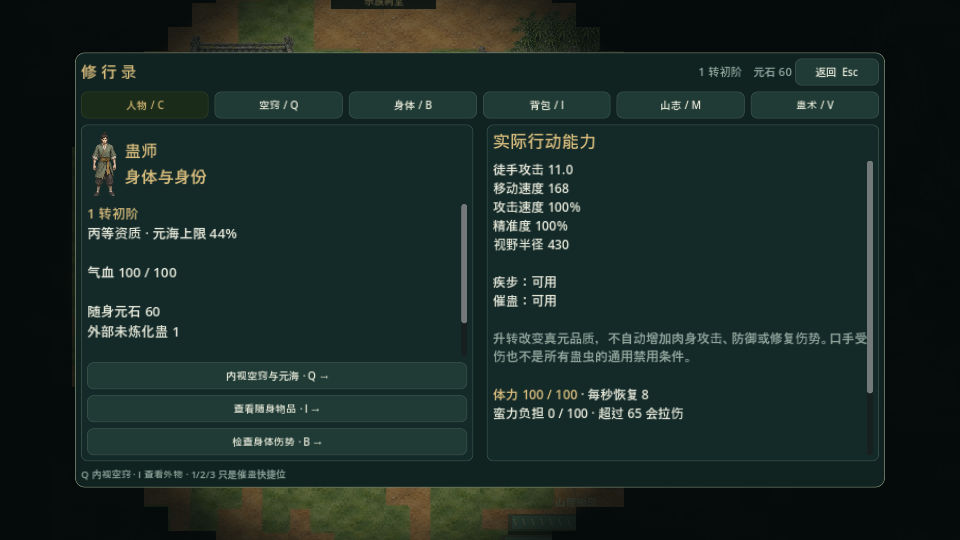 修行录
1 转初阶 元石 60 返回 Esc
人物 / C
空窍 / Q
身体 / B
背包 / I
山志 / M
蛊术 / V
蛊师
身体与身份
1 转初阶
丙等资质 · 元海上限 44%
气血 100 / 100
随身元石 60
外部未炼化蛊 1
内视空窍与元海 · Q →
查看随身物品 · I →
检查身体伤势 · B →
实际行动能力
徒手攻击 11.0
移动速度 168
攻击速度 100%
精准度 100%
视野半径 430
疾步：可用
催蛊：可用
升转改变真元品质，不自动增加肉身攻击、防御或修复伤势。口手受
伤也不是所有蛊虫的通用禁用条件。
体力 100 / 100 · 每秒恢复 8
蛮力负担 0 / 100 · 超过 65 会拉伤
Q 内视空窍 · I 查看外物 · 1/2/3 只是催蛊快捷位